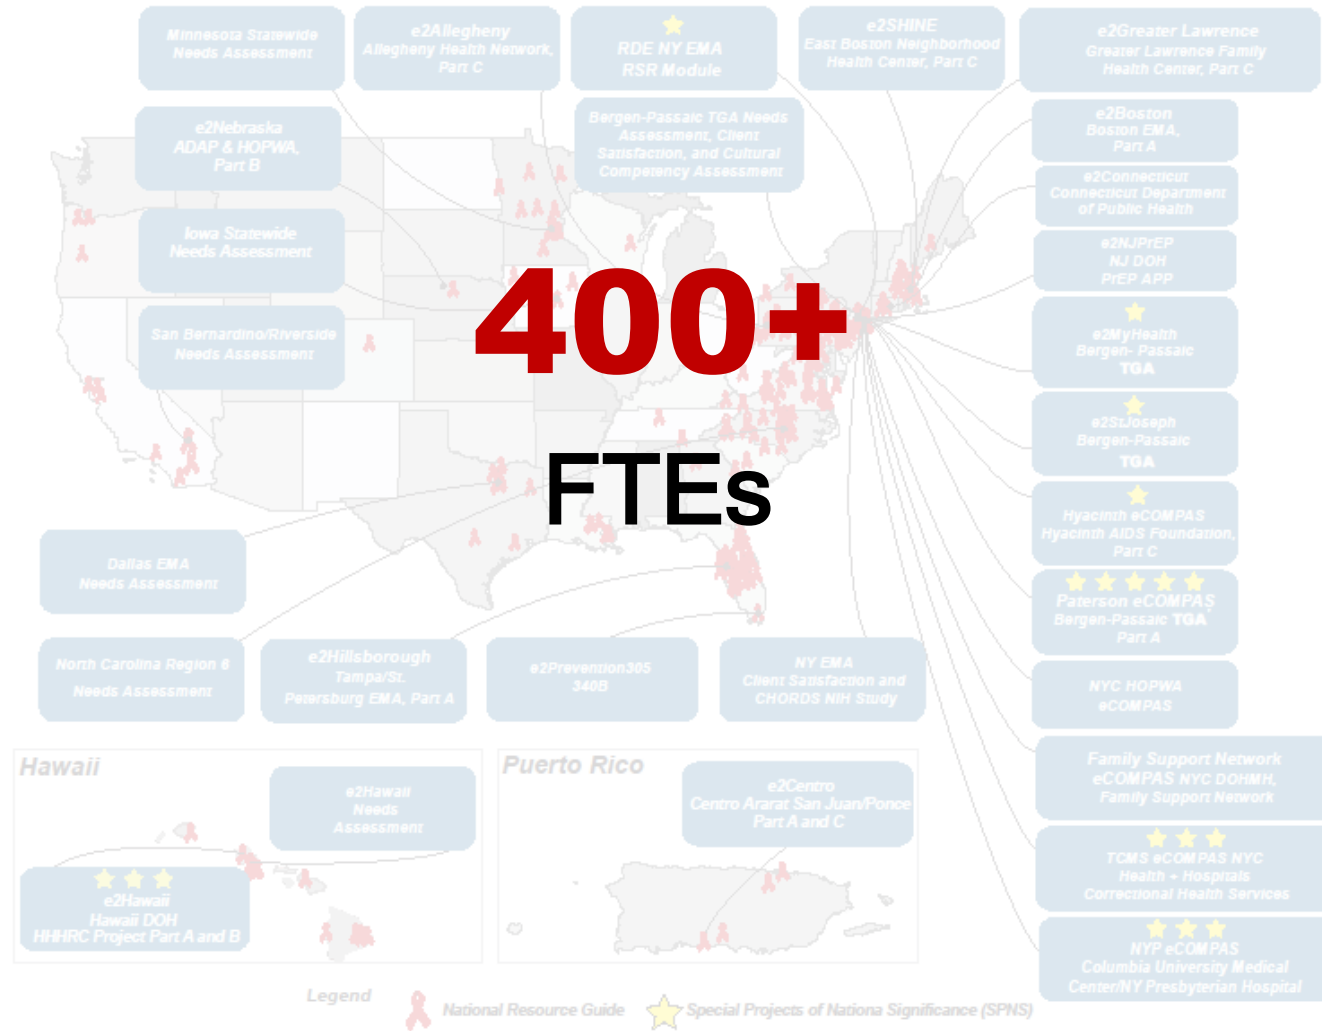 Minnesota Statewide
Needs Assessment
e2Allegheny
Allegheny Health Network,
Part C
RDE NY EMA
RSR Module
e2SHINE
East Boston Neighborhood
Health Center, Part C
e2Greater Lawrence
Greater Lawrence Family
Health Center, Part C
e2Nebraska
ADAP & HOPWA,
Part B
Bergen-Passaic TGA Needs
Assessment, Client
Satisfaction, and Cultural
Competency Assessment
e2Boston
Boston EMA,
Part A
e2Connecticut
Connecticut Department
of Public Health
Iowa Statewide
Needs Assessment
e2NJPrEP
NJ DOH
PrEP APP
San Bernardino/Riverside
Needs Assessment
400+
FTEs
e2MyHealth
Bergen- Passaic
TGA
e2StJoseph
Bergen-Passaic
TGA
Hyacinth eCOMPAS
Hyacinth AIDS Foundation,
Part C
Dallas EMA
Needs Assessment
Paterson eCOMPAS
Bergen-Passaic TGA
Part A
North Carolina Region 6
Needs Assessment
e2Hillsborough
Tampa/St.
Petersburg EMA, Part A
e2Prevention305
340B
NY EMA
Client Satisfaction and
CHORDS NIH Study
NYC HOPWA
eCOMPAS
Family Support Network
eCOMPAS NYC DOHMH,
Family Support Network
Hawaii
e2Hawaii
Needs
Assessment
e2Hawaii
Hawaii DOH
HHHRC Project Part A and B
Puerto Rico
e2Centro
Centro Ararat San Juan/Ponce
Part A and C
TCMS eCOMPAS NYC
Health + Hospitals
Correctional Health Services
NYP eCOMPAS
Columbia University Medical
Center/NY Presbyterian Hospital
Legend
National Resource Guide
Special Projects of Nationa Significance (SPNS)